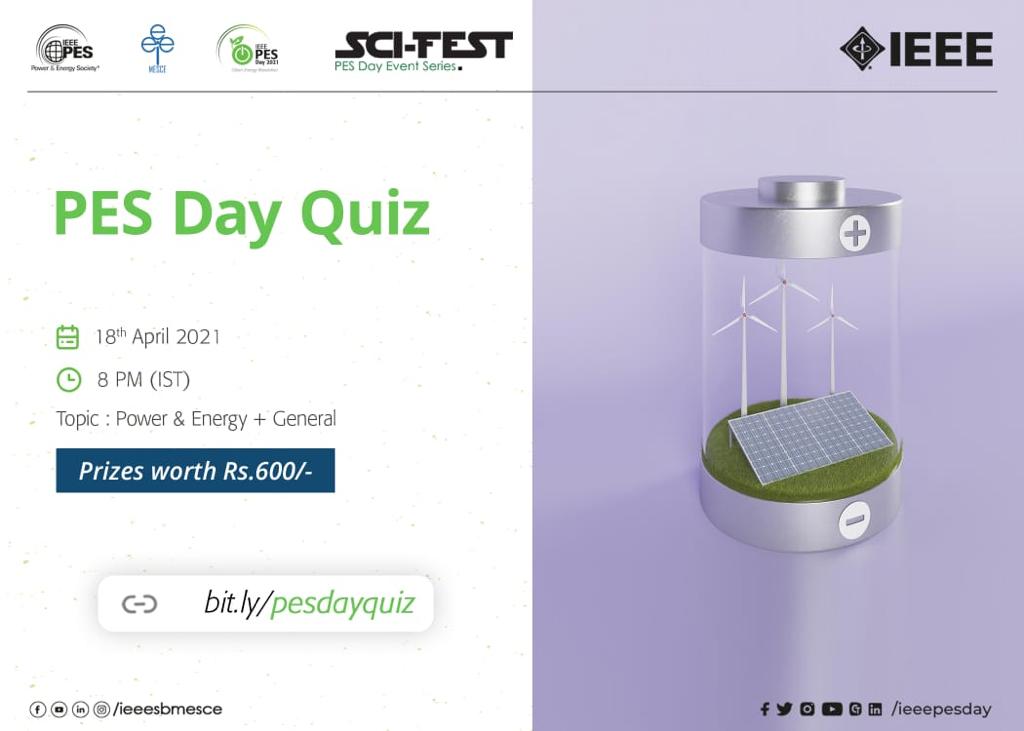 IEEE
PES
Power & Energy Society®
MESCE
IEEE
PES
Day 2021
SCI-FEST
PES Day Event Series.
IEEE
PES Day Quiz
18th April 2021
8 PM (IST)
Topic : Power & Energy + General
Prizes worth Rs.600/-
bit.ly/pesdayquiz
/ieeesbmesce
/ieeepesday